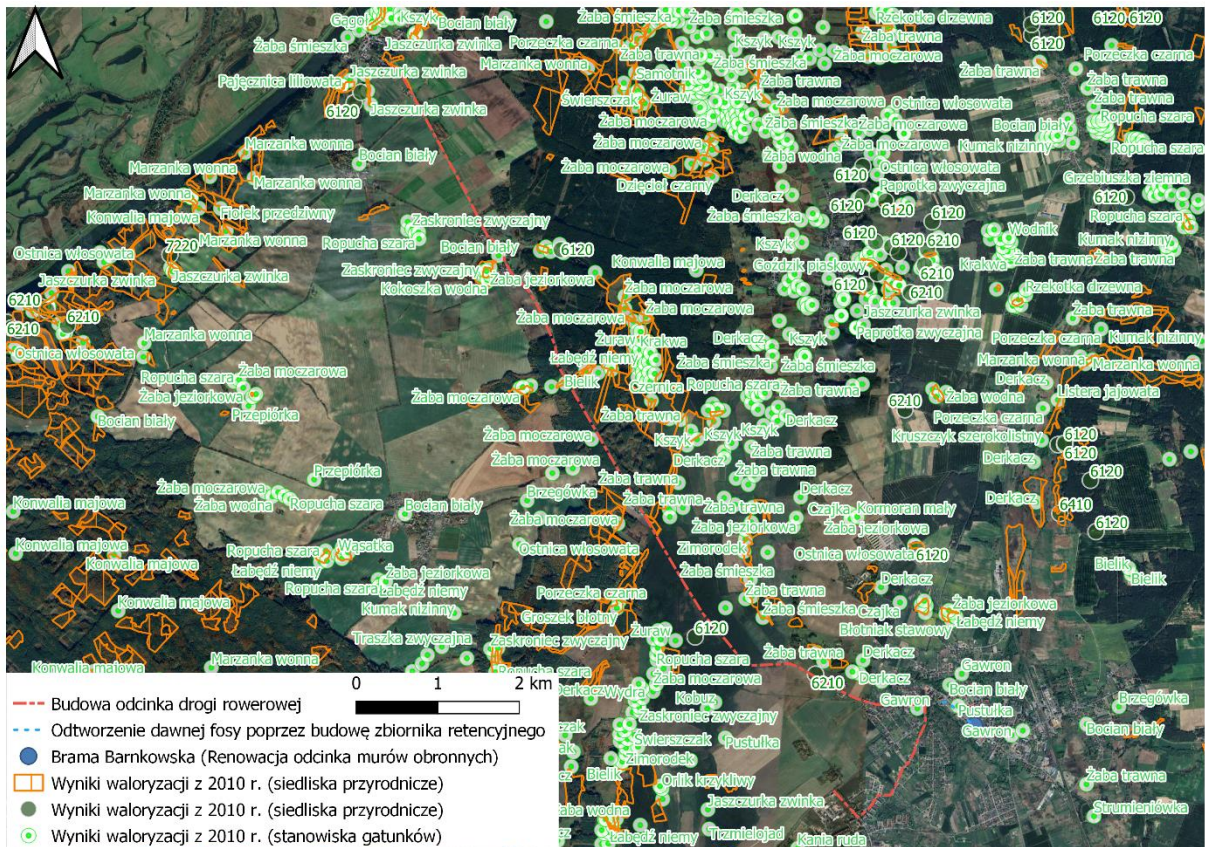 Gągoł
Kszyk
Bocian biały
Żaba śmieszka
Jaszczurka zwinka
Porzeczka czarna
Marzanka wonna
Żaba śmieszka
Żaba śmieszka
Kszyk
Kszyk
Żaba trawna
Żaba śmieszka
Samotnik
Żaba trawna
Rzekotka drzewna
Żaba trawna
Żaba moczarowa
6120
6120
6120
6120
Porzeczka czarna
Żaba trawna
Żaba trawna
Żaba trawna
Pajęcznica liliowata
Jaszczurka zwinka
6120
Jaszczurka zwinka
Świerszczak
Żuraw
Kszyk
Żaba moczarowa
Ostnica włosowata
Żaba moczarowa
Żaba śmieszka
Żaba moczarowa
Bocian biały
Ropucha szara
Kumak nizinny
Ropucha szara
Marzanka wonna
Bocian biały
Żaba moczarowa
Żaba wodna
Żaba moczarowa
Ostnica włosowata
Marzanka wonna
Żaba moczarowa
Dzięcioł czarny
6120
Paprotka zwyczajna
Grzebiuszka ziemna
Marzanka wonna
Marzanka wonna
Derkacz
6120
Konwalia majowa
Fiołek przedziwny
Zaskroniec zwyczajny
Żaba śmieszka
6120
6120
6120
Ropucha szara
7220
Marzanka wonna
Ropucha szara
Bocian biały
6120
Kszyk
6120
6120
6210
Wodnik
Kumak nizinny
Ostnica włosowata
Jaszczurka zwinka
Jaszczurka zwinka
Zaskroniec zwyczajny
Kokoszka wodna
Żaba jeziorkowa
Konwalia majowa
Goździk piaskowy
6120
6210
6210
Krakwa
Żaba trawna
Żaba trawna
Rzekotka drzewna
6210
6210
6210
Żaba moczarowa
Żaba moczarowa
Jaszczurka zwinka
Paprotka zwyczajna
Żaba trawna
Ostnica włosowata
Marzanka wonna
Żuraw
Krakwa
Derkacz
Kszyk
Porzeczka czarna
Kumak nizinny
Łabędź niemy
Żaba śmieszka
Żaba śmieszka
Marzanka wonna
Marzanka wonna
Ropucha szara
Żaba moczarowa
Żaba jeziorkowa
Bielik
Czernica
Ropucha szara
Żaba trawna
Derkacz
Listera jajowata
Przepiórka
Żaba moczarowa
Żaba wodna
Bocian biały
Żaba trawna
Derkacz
6210
Porzeczka czarna
Żaba moczarowa
Kszyk
Kszyk
Kszyk
Kruszczyk szerokolistny
6120
Przepiórka
Żaba moczarowa
Derkacz
Żaba trawna
Derkacz
6120
Żaba moczarowa
Żaba trawna
Żaba trawna
6120
Żaba wodna
Ropucha szara
Brzegówka
Derkacz
Derkacz
Konwalia majowa
Bocian biały
Żaba trawna
Żaba trawna
Czajka
Kormoran mały
6410
Żaba moczarowa
Żaba jeziorkowa
Żaba jeziorkowa
6120
Konwalia majowa
Ropucha szara
Wąsatka
Ostnica włosowata
Zimorodek
Ostnica włosowata
6120
Konwalia majowa
Łabędź niemy
Żaba śmieszka
Bielik
Bielik
Ropucha szara
Żaba jeziorkowa
Łabędź niemy
Derkacz
Konwalia majowa
Kumak nizinny
Porzeczka czarna
Żaba trawna
Żaba śmieszka
Czajka
Żaba jeziorkowa
Groszek błotny
Błotniak stawowy
Łabędź niemy
Traszka zwyczajna
Zaskroniec zwyczajny
Żuraw
6120
Konwalia majowa
Marzanka wonna
Ropucha szara
Ropucha szara
Żaba trawna
Derkacz
Gawron
Żaba moczarowa
6210
Derkacz
Derkacz
Wydra
Kobuz
Gawron
Bocian biały
Brzegówka
Zaskroniec zwyczajny
Pustułka
Świerszczak
Pustułka
Gawron
Bocian biały
Zimorodek
Bielik
Orlik krzykliwy
Żaba trawna
Żaba wodna
Jaszczurka zwinka
Strumieniówka
Łabędź niemy
Trzmielojad
Kania ruda
0 1 2 km
Budowa odcinka drogi rowerowej
Odtworzenie dawnej fosy poprzez budowę zbiornika retencyjnego
Brama Barnkowska (Renowacja odcinka murów obronnych)
Wyniki waloryzacji z 2010 r. (siedliska przyrodnicze)
Wyniki waloryzacji z 2010 r. (siedliska przyrodnicze)
Wyniki waloryzacji z 2010 r. (stanowiska gatunków)